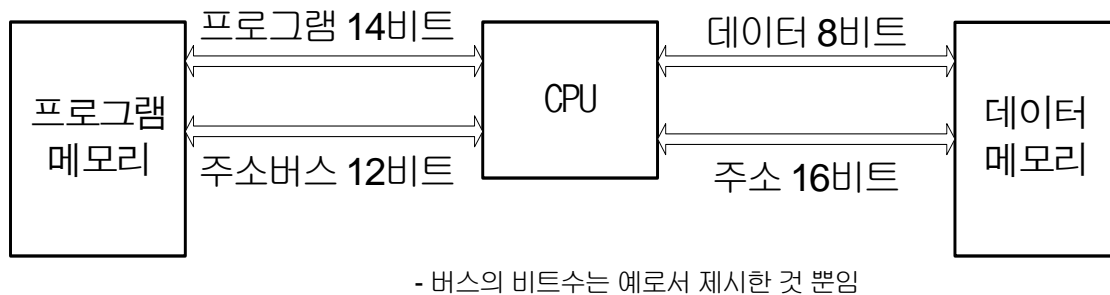 프로그램 14비트
데이터 8비트
프로그램
메모리
CPU
데이터
메모리
주소버스 12비트
주소 16비트
- 버스의 비트수는 예로서 제시한 것 뿐임